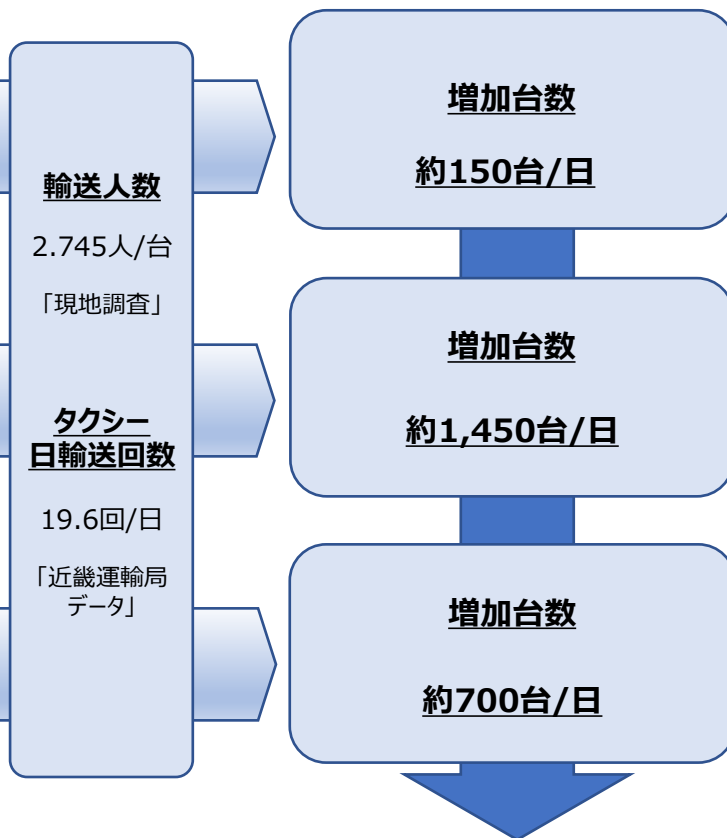 輸送人数
2.745人/台
「現地調査」
タクシー
日輸送回数
19.6回/日
「近畿運輸局
データ」
増加台数
約150台/日
増加台数
約1,450台/日
増加台数
約700台/日